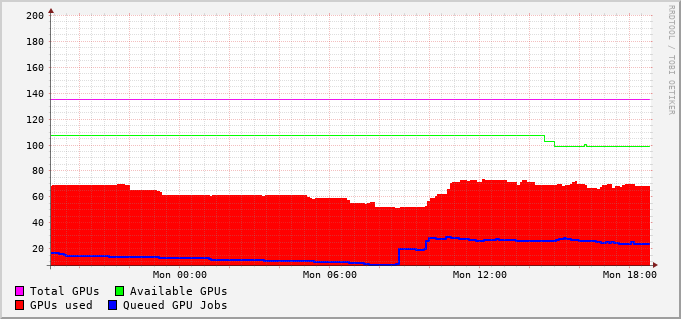 200
180
160
140
120
100
80
60
40
20
Mon 00:00 Mon 06:00 Mon 12:00 Mon 18:00
Total GPUs Available GPUs
GPUs used Queued GPU Jobs
RRDTOOL / TOBI OETIKER